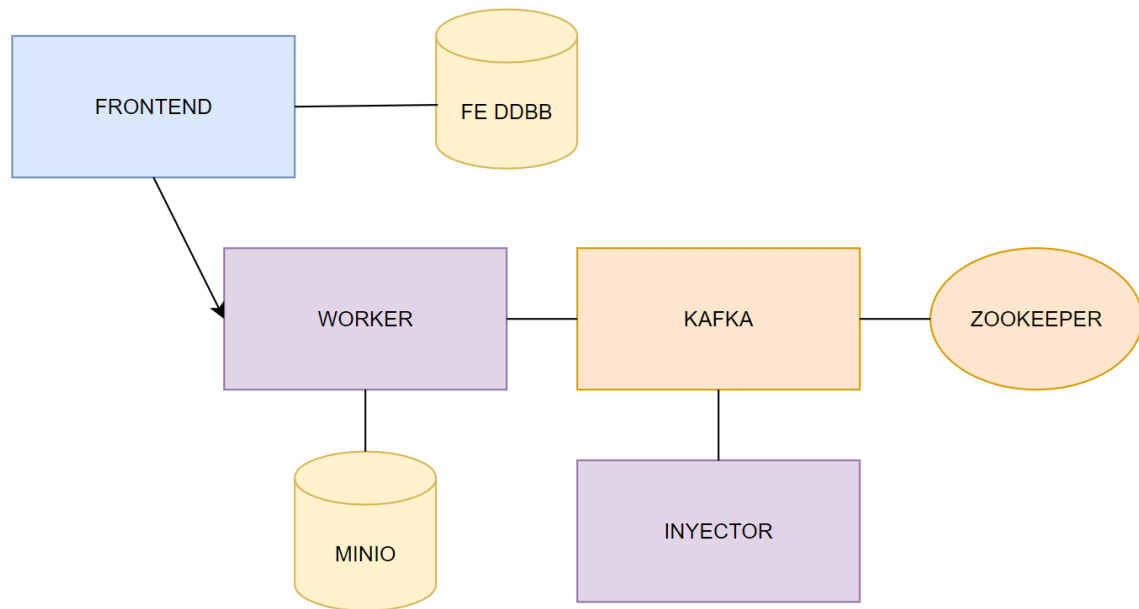 FRONTEND
FE DDBB
WORKER
KAFKA
ZOOKEEPER
MINIO
INYECTOR